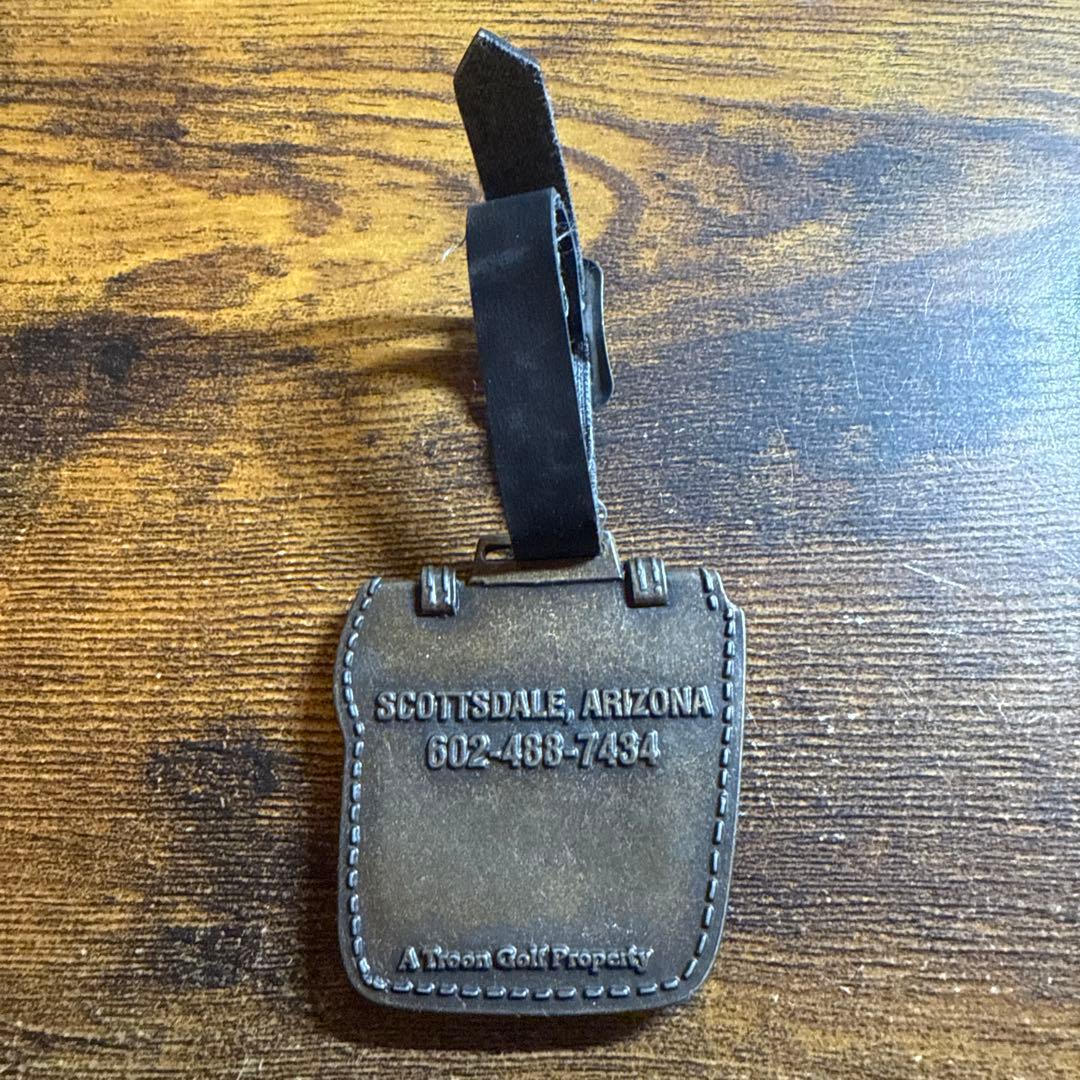 SCOTTSDALE, ARIZONA
602-488-7434
A Troon Golf Property